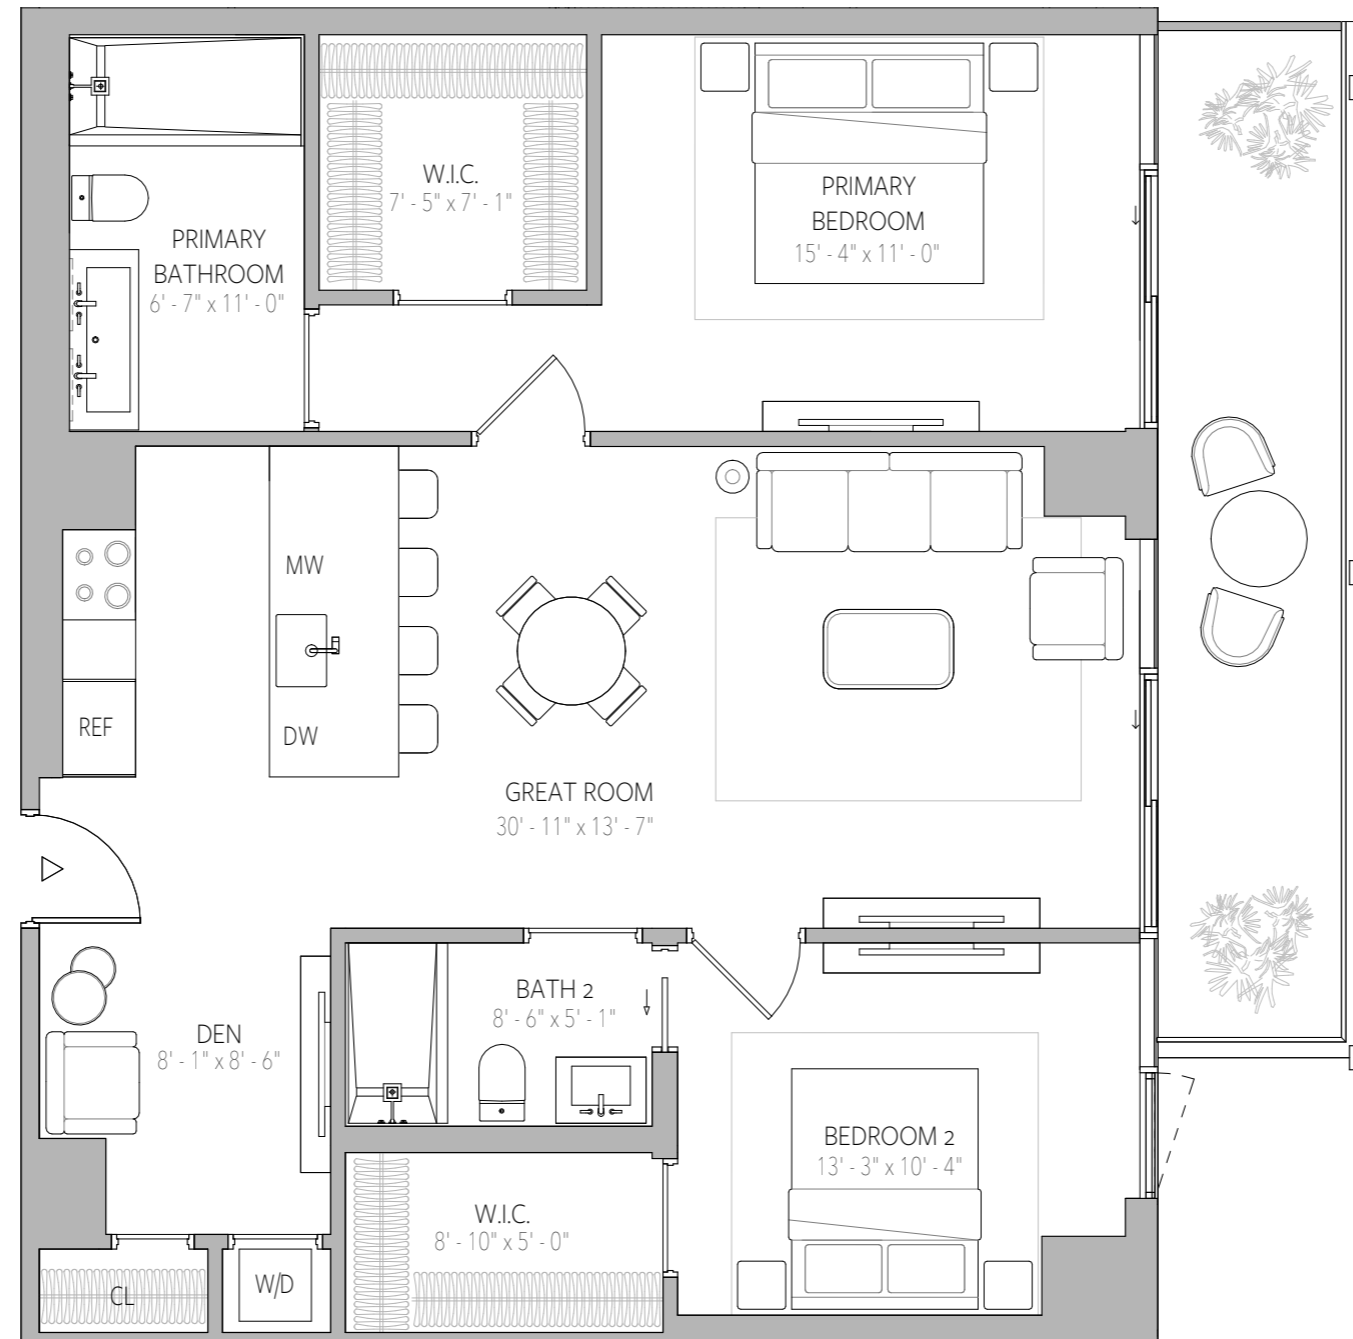 W.I.C.
7' - 5" x 7' - 1"
PRIMARY
BEDROOM
15' - 4" x 11' - 0"
PRIMARY
BATHROOM
6' - 7" x 11' - 0"
MW
REF
DW
GREAT ROOM
30' - 11" x 13' - 7"
BATH 2
8' - 6" x 5' - 1"
DEN
8' - 1" x 8' - 6"
BEDROOM 2
13' - 3" x 10' - 4"
W.I.C.
8' - 10" x 5' - 0"
CL
W/D